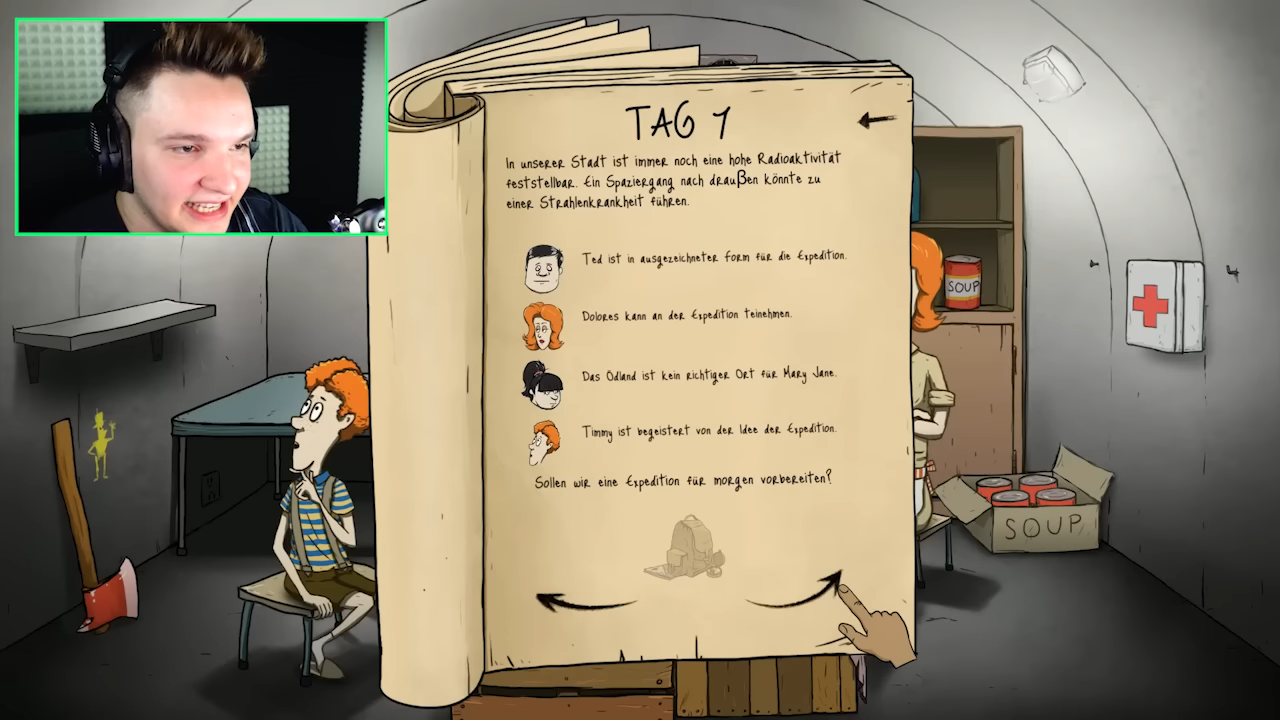 TAG 1
In unserer Stadt ist immer noch eine hohe Radioaktivität
feststellbar. Ein Spaziergang nach draußen könnte zu
einer Strahlenkrankheit führen.
Ted ist in ausgezeichneter Form für die Expedition.
Dolores kann an der Expedition teinehmen.
Das Ödland ist kein richtiger Ort für Mary Jane.
Timmy ist begeistert von der Idee der Expedition.
Sollen wir eine Expedition für morgen vorbereiten?
SOUP
SOUP